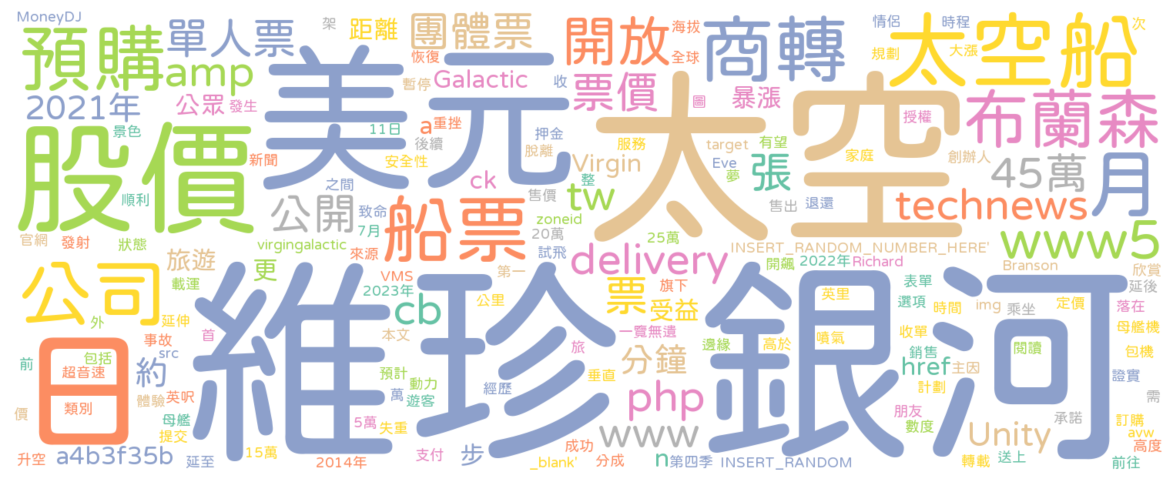 MoneyDJ
預購
單人票
架
距離
團體票
恢復
開放
海拔
全球
商轉
情侶
時程
規劃
大漲
太空船
次
amp
暫停
Galactic
收
票價
圖
暴漲
2021年
公眾
發生
美元
太空
授權
布蘭森
股價
景色
順利
新聞
11日
a
重挫
後續
安全性
押金
脫離
服務
target
有望
家庭
創辦人
之間
ck
Virgin
Eve
夢
張
45萬
月
公開
致命
7月
船票
售價
整
tw
zoneid
20萬
售出
退還
technews
官網
發射
狀態
virgingalactic
來源
試飛
25萬
INSERT_RANDOM_NUMBER_HERE'
www5
公司
旅遊
載運
更
VMS
2023年
第一
delivery
開飆
2022年
Richard
Branson
欣賞
延後
外
延伸
cb
公里
票
旗下
受益
英里
表單
選項
img
乘坐
定價
落在
母艦機
事故
src
首
本文
一覽無遺
邊緣
高於
噴氣
時間
收單
日
前
包括
超音速
約
維珍銀河
旅
分鐘
銷售
href
主因
閱讀
包機
證實
類別
體驗
英呎
預計
萬
動力
遊客
經歷
垂直
php
計劃
朋友
數度
承諾
需
價
母艦
提交
5萬
失重
www
Unity
訂購
avw
升空
a4b3f35b
延至
15萬
2014年
支付
步
成功
_blank'
分成
n
第四季
INSERT_RANDOM
轉載
送上
高度
前往